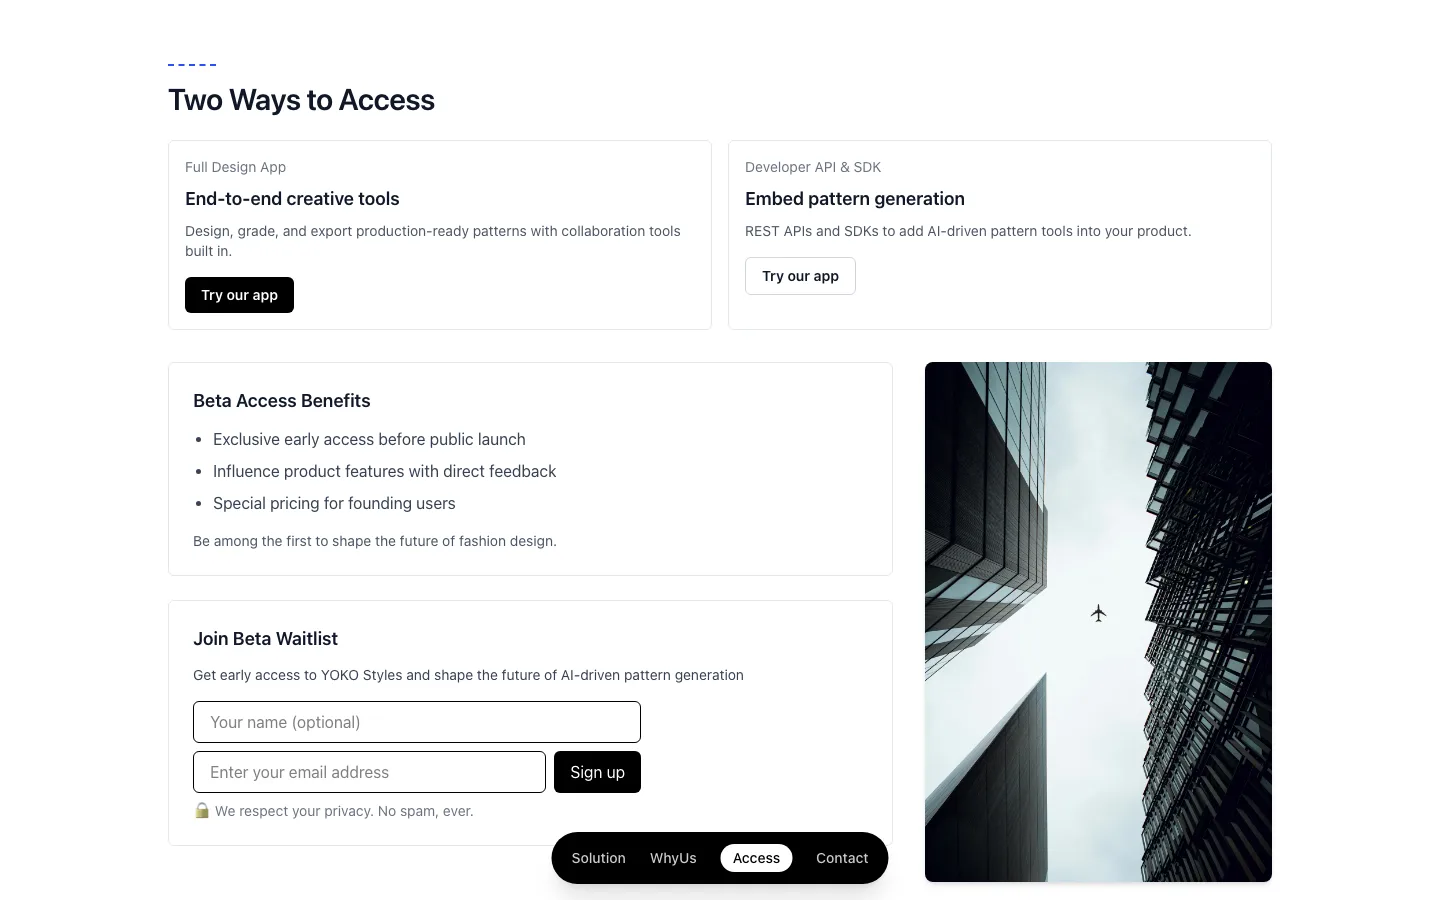 Two Ways to Access
Full Design App
End-to-end creative tools
Design, grade, and export production-ready patterns with collaboration tools
built in.
Try our app
Developer API & SDK
Embed pattern generation
REST APIs and SDKs to add AI-driven pattern tools into your product.
Try our app
Beta Access Benefits
• Exclusive early access before public launch
• Influence product features with direct feedback
• Special pricing for founding users
Be among the first to shape the future of fashion design.
Join Beta Waitlist
Get early access to YOKO Styles and shape the future of AI-driven pattern generation
Your name (optional)
Enter your email address
Sign up
🔒 We respect your privacy. No spam, ever.
Solution WhyUs Access Contact